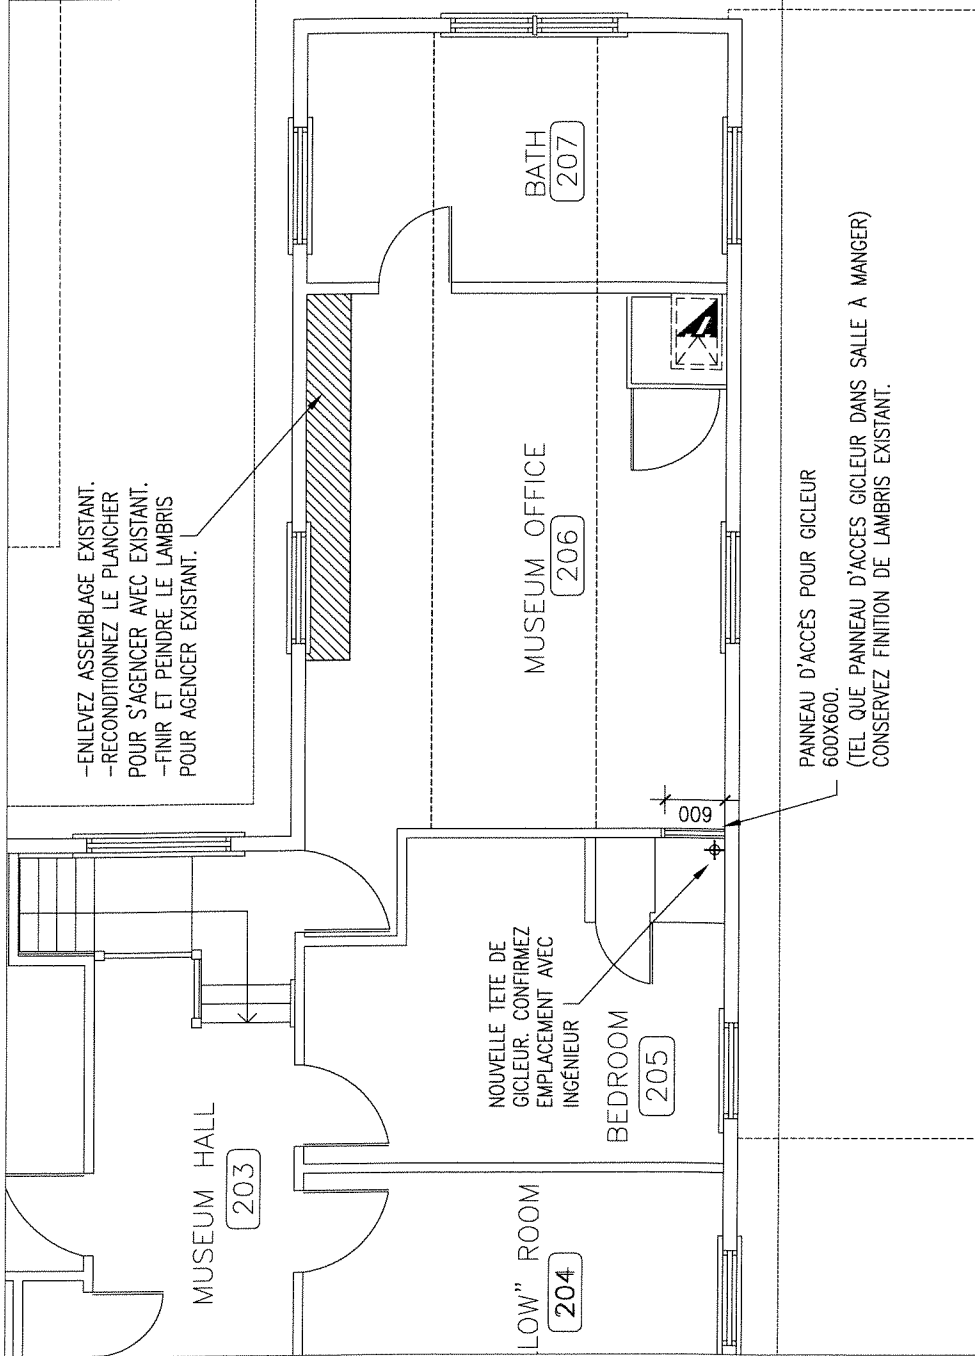 -ENLEVEZ ASSEMBLAGE EXISTANT.
-RECONDITIONNEZ LE PLANCHER
POUR S'AGENCER AVEC EXISTANT.
-FINIR ET PEINDRE LE LAMBRIS
POUR AGENCER EXISTANT.
MUSEUM HALL
203
LOW" ROOM
204
NOUVELLE TETE DE
GICLEUR. CONFIRMEZ
EMPLACEMENT AVEC
INGÉNIEUR
BEDROOM
205
MUSEUM OFFICE
206
BATH
207
600
PANNEAU D'ACCÈS POUR GICLEUR
600X600.
(TEL QUE PANNEAU D'ACCES GICLEUR DANS SALLE À MANGER)
CONSERVEZ FINITION DE LAMBRIS EXISTANT.